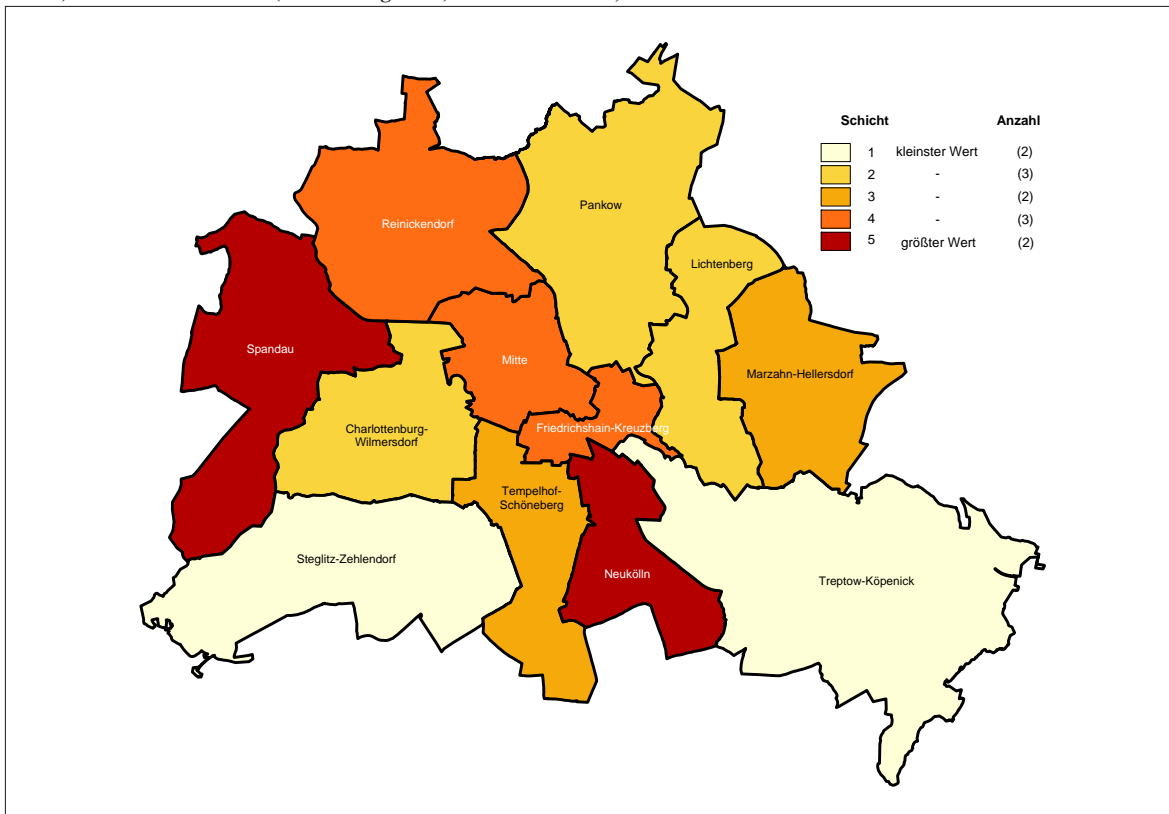 Schicht Anzahl
1 kleinster Wert (2)
2 - (3)
3 - (2)
4 - (3)
5 größter Wert (2)
Pankow
Reinickendorf
Lichtenberg
Spandau
Mitte
Marzahn-Hellersdorf
Charlottenburg-
Wilmersdorf
Friedrichshain-Kreuzberg
Tempelhof-
Schöneberg
Steglitz-Zehlendorf
Neukölln
Treptow-Köpenick